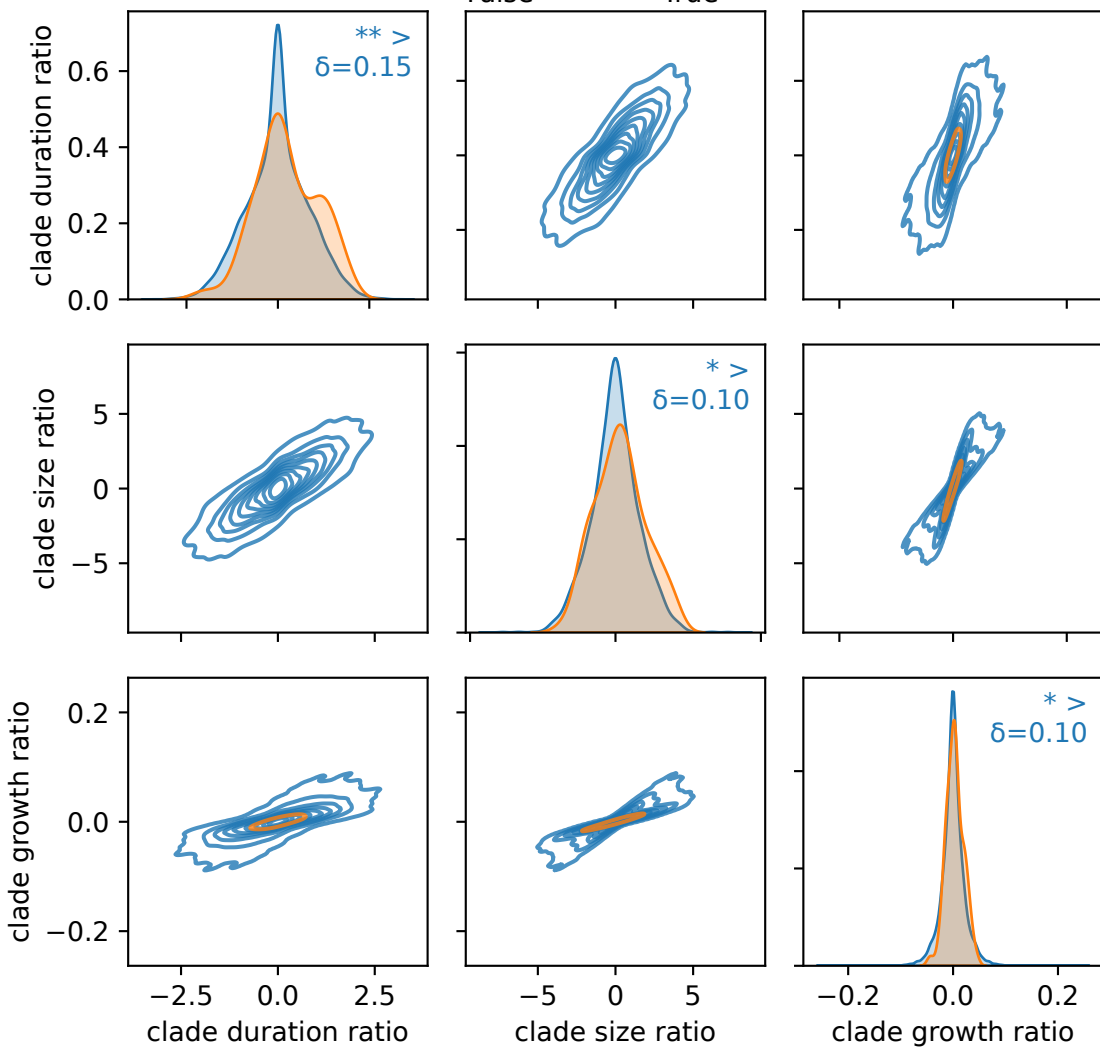 clade duration ratio
0.6
0.4
0.2
0.0
** >
δ=0.15
clade size ratio
5
0
−5
* >
δ=0.10
clade growth ratio
0.2
0.0
−0.2
* >
δ=0.10
−2.5 0.0 2.5
−5 0 5
−0.2 0.0 0.2
clade duration ratio
clade size ratio
clade growth ratio